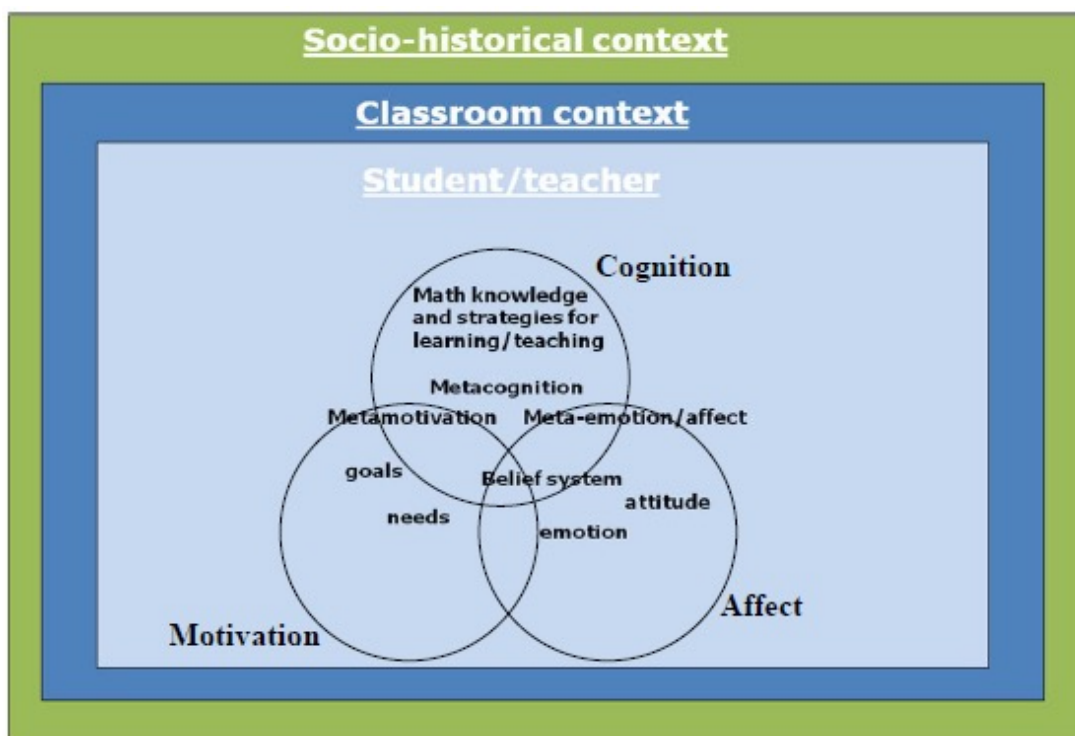 Socio-historical context
Classroom context
Student/teacher
Cognition
Math knowledge
and strategies for
learning/teaching
Metacognition
Metamotivation
Meta-emotion/affect
goals
Belief system
attitude
needs
emotion
Affect
Motivation